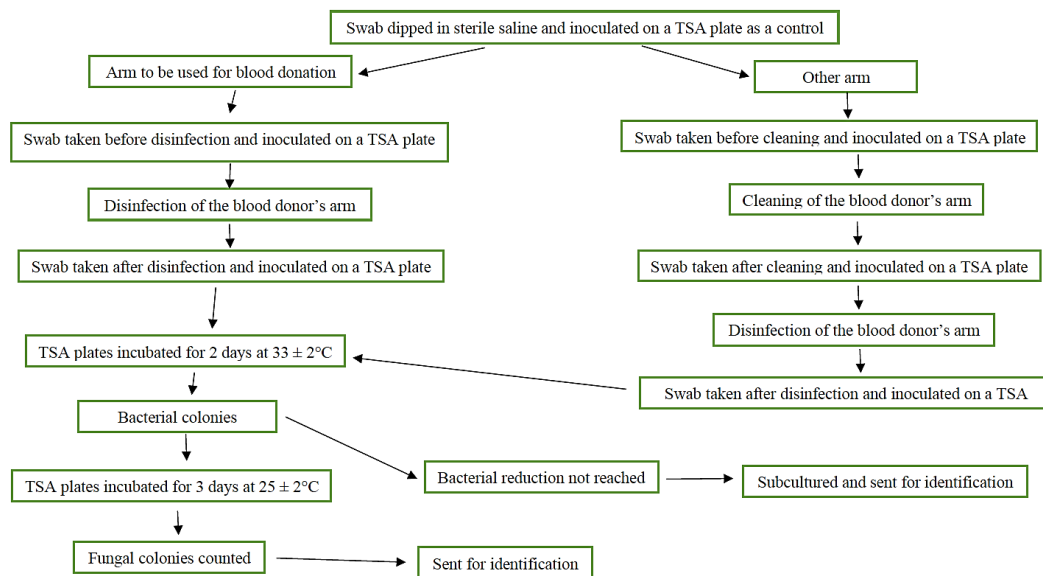 Swab dipped in sterile saline and inoculated on a TSA plate as a control
Arm to be used for blood donation
Other arm
Swab taken before disinfection and inoculated on a TSA plate
Swab taken before cleaning and inoculated on a TSA plate
Disinfection of the blood donor's arm
Cleaning of the blood donor's arm
Swab taken after disinfection and inoculated on a TSA plate
Swab taken after cleaning and inoculated on a TSA plate
Disinfection of the blood donor's arm
TSA plates incubated for 2 days at 33 ± 2°C
Swab taken after disinfection and inoculated on a TSA
Bacterial colonies
TSA plates incubated for 3 days at 25 ± 2°C
Bacterial reduction not reached
Subcultured and sent for identification
Fungal colonies counted
Sent for identification